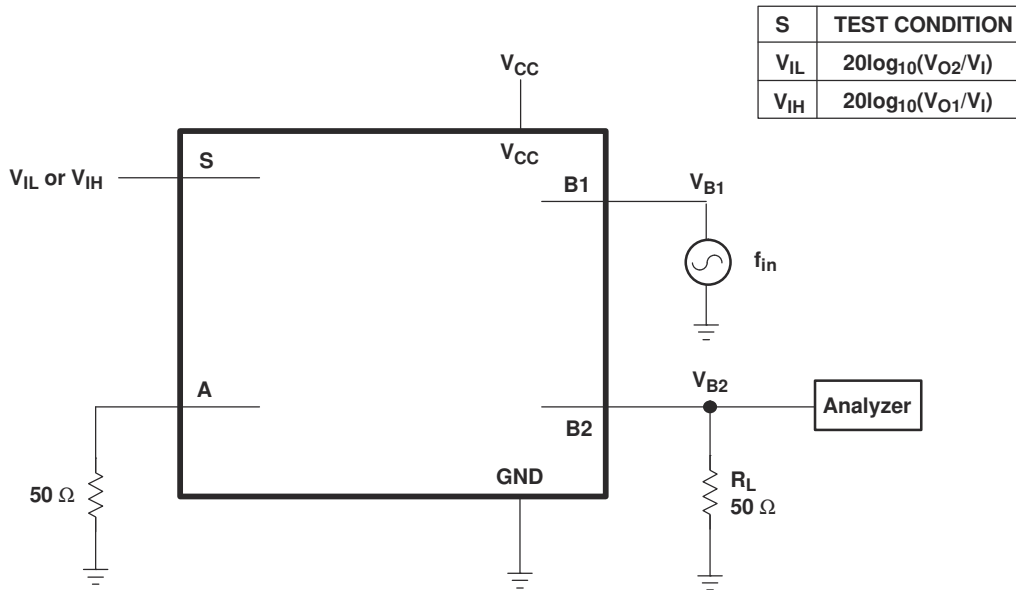 S TEST CONDITION
VIL 20log10(VO2/VI)
VIH 20log10(VO1/VI)
VCC
VCC
S
VIL or VIH
B1
VB1
fin
A
VB2
Analyzer
B2
GND
50 Ω
RL
50 Ω